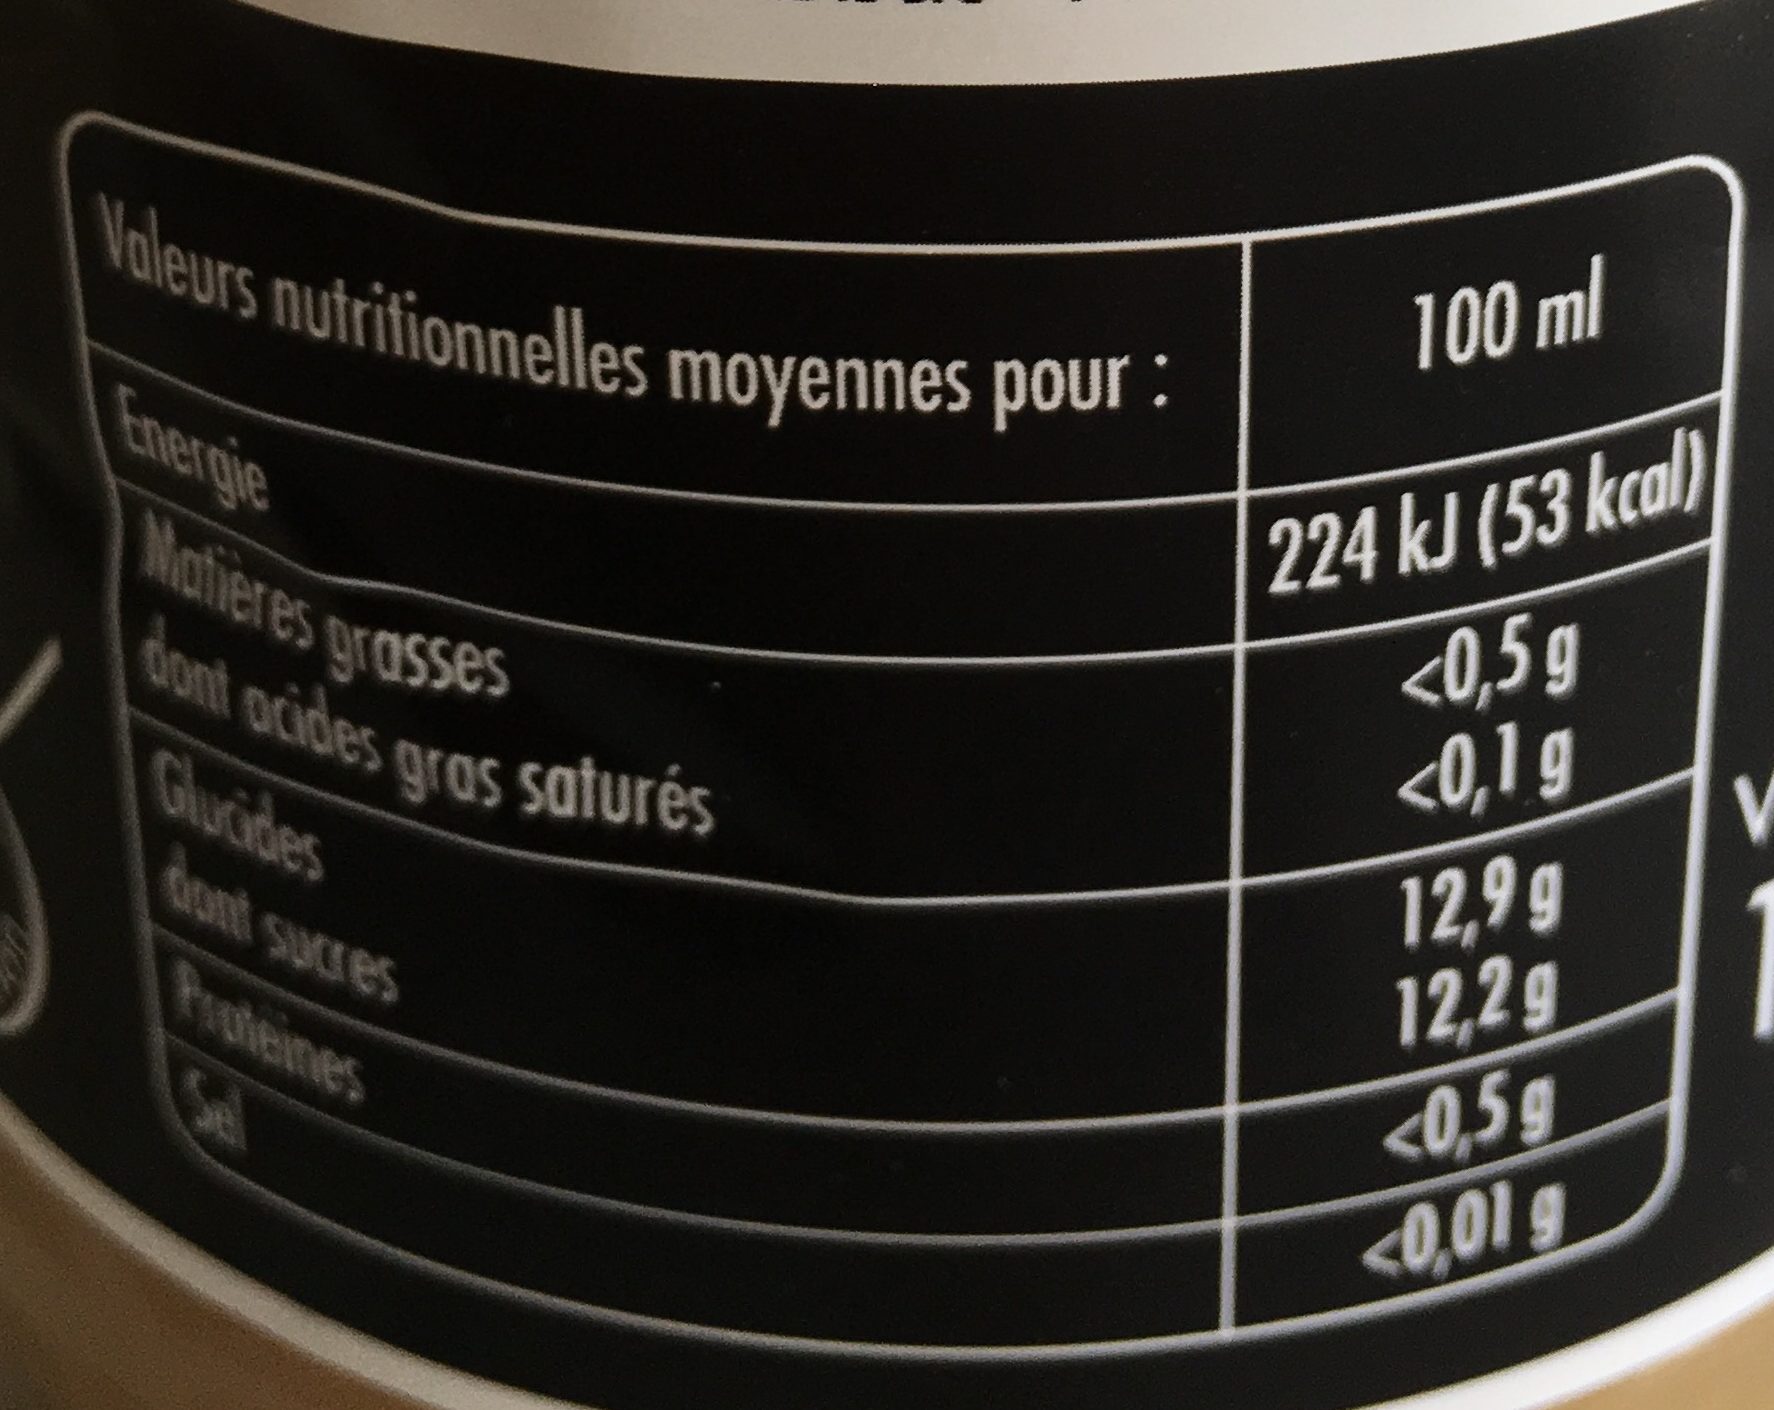 Valeurs nutritionnelles moyennes pour : 100 ml
Energie 224 kJ (53 kcal)
Matières grasses <0,5 g
dont acides gras saturés <0,1 g
Glucides 12,9 g
dont sucres 12,2 g
Protéines <0,5 g
Sel <0,01 g